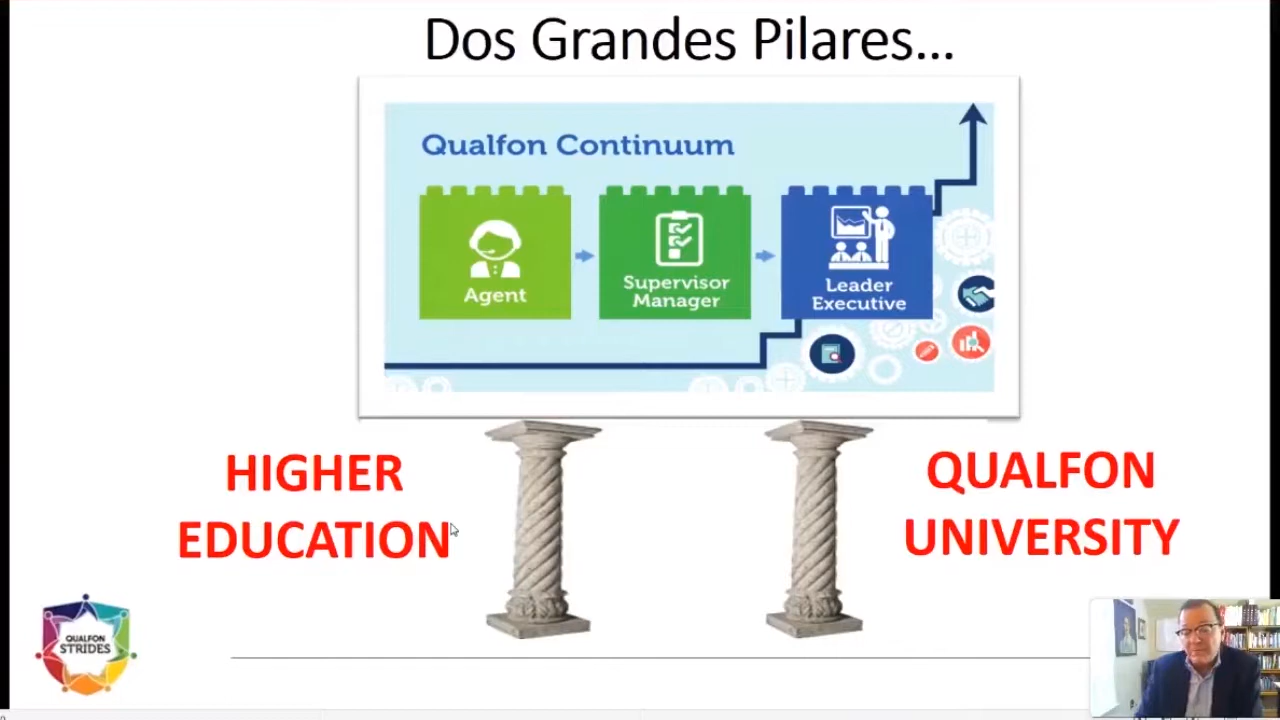 Dos Grandes Pilares...
Qualfon Continuum
Agent
Supervisor
Manager
Leader
Executive
HIGHER
EDUCATION
QUALFON
UNIVERSITY
QUALFON
STRIDES